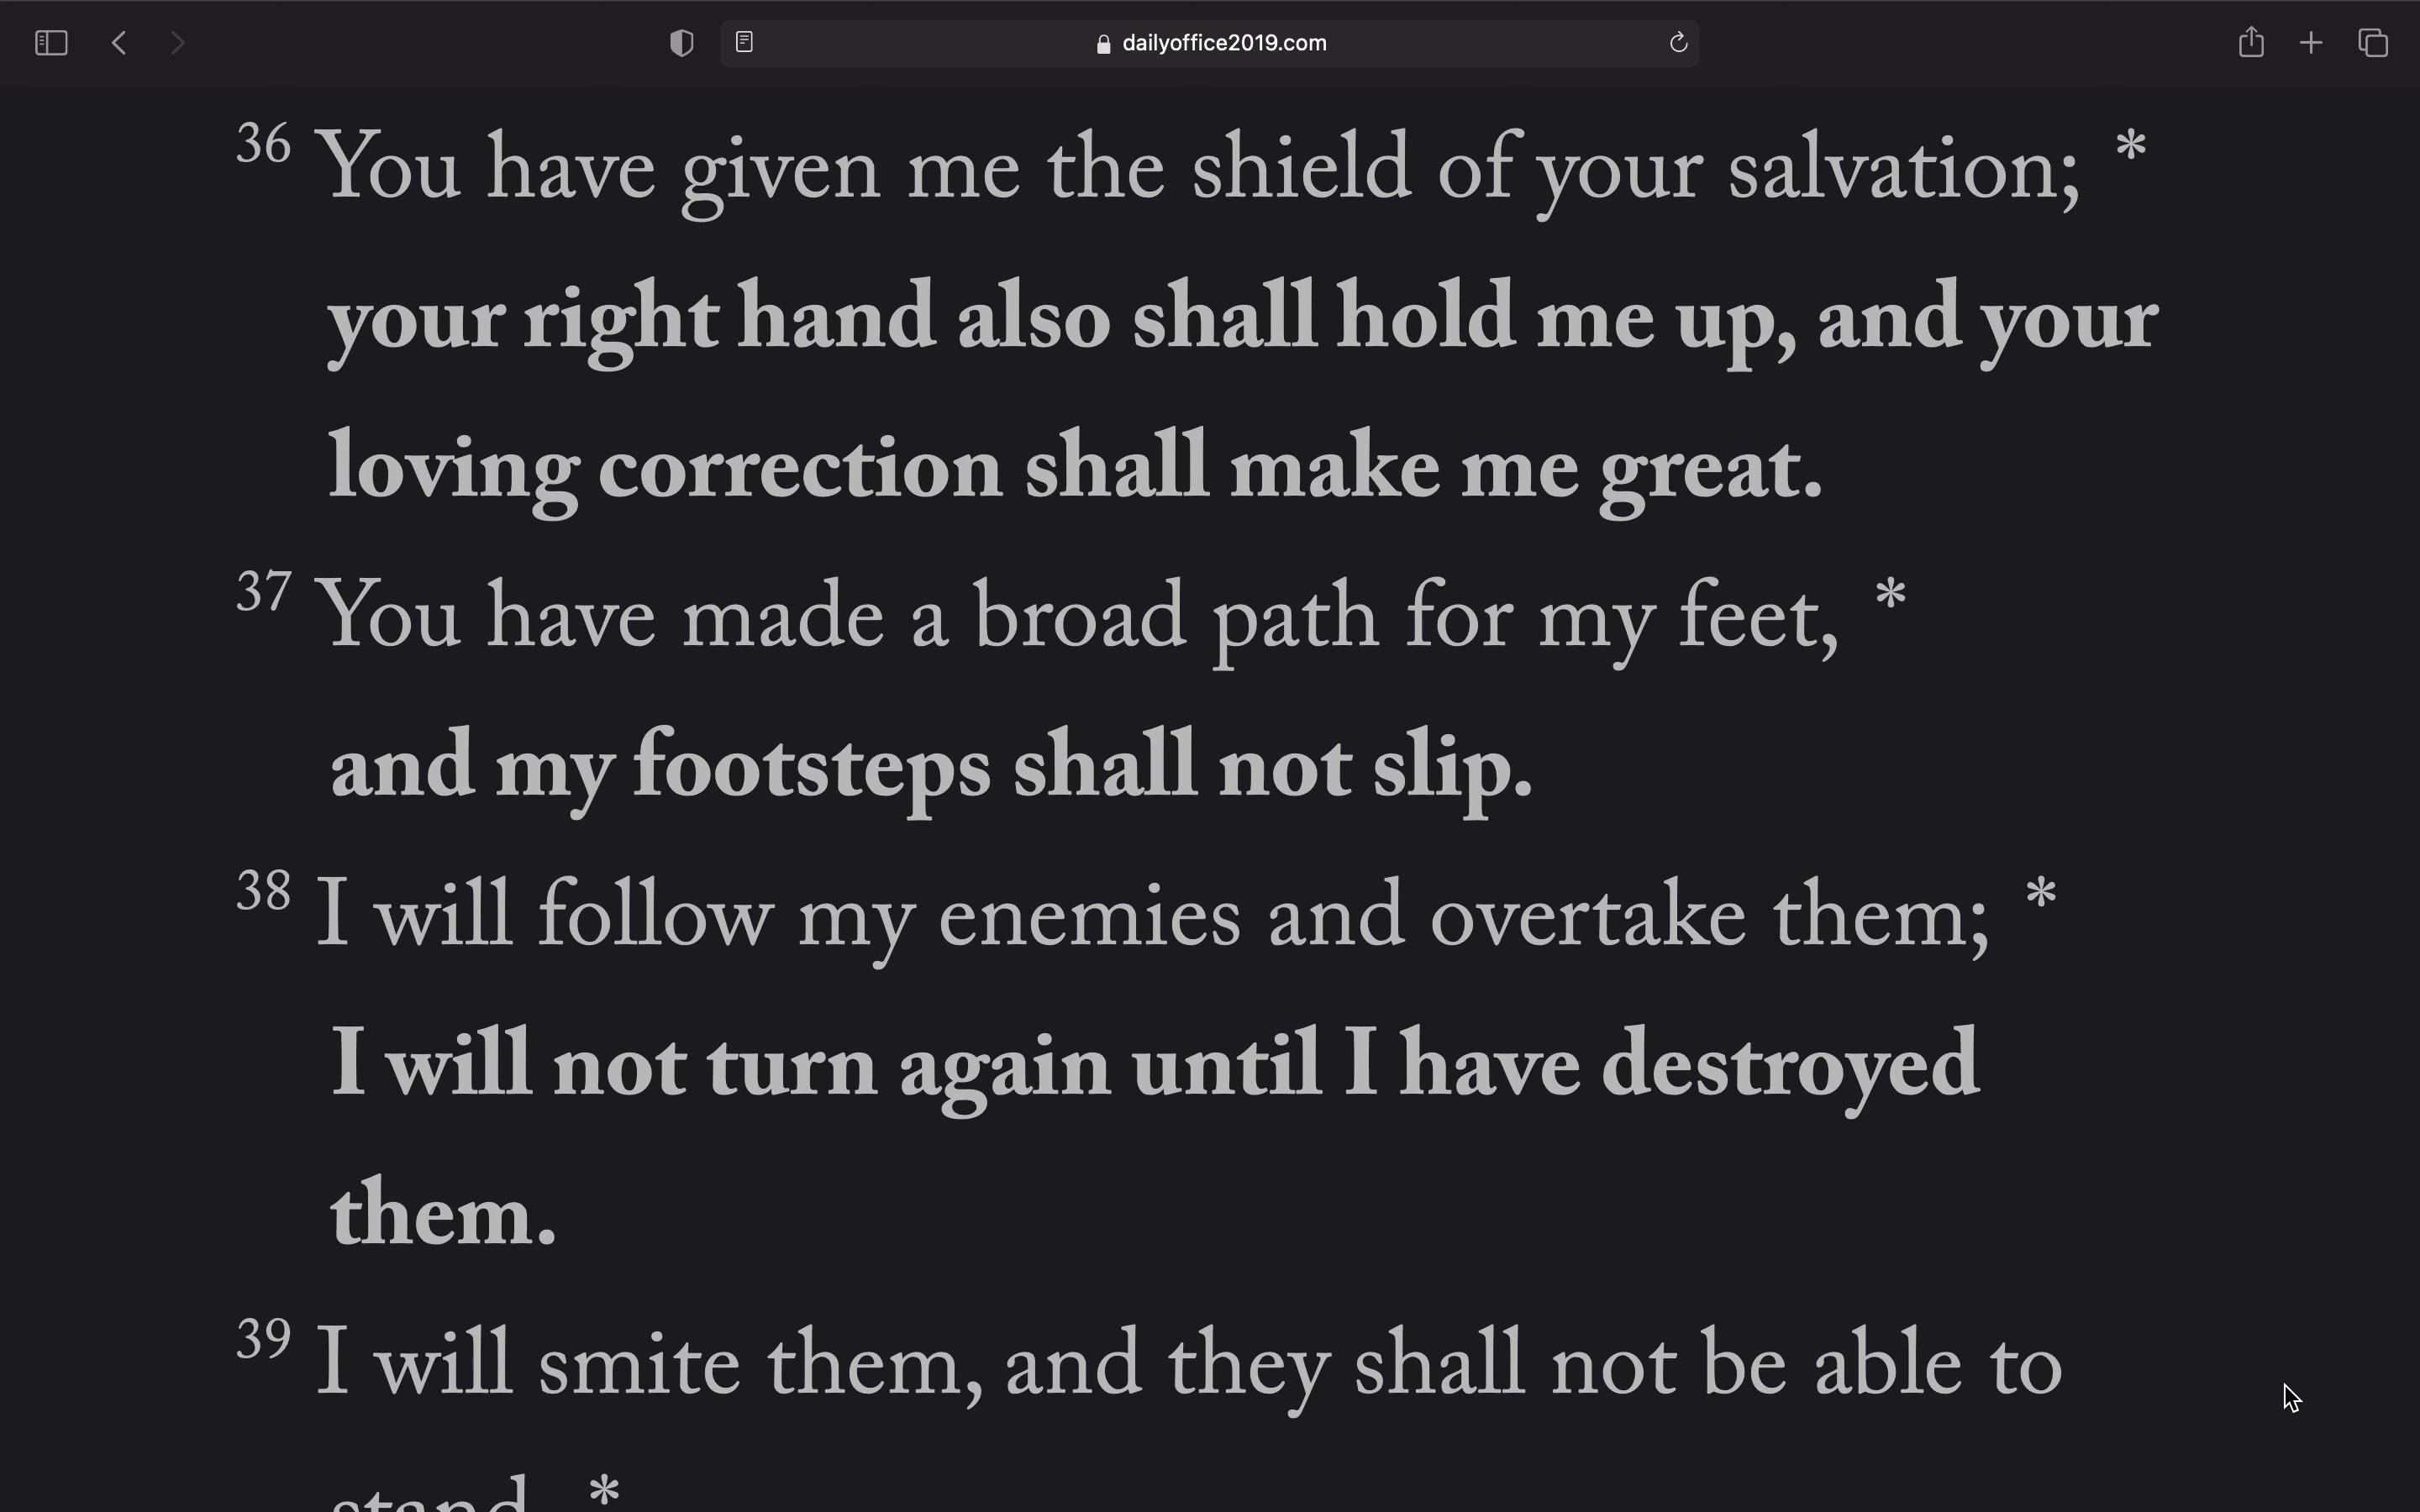 dailyoffice2019.com
36 You have given me the shield of your salvation; *
your right hand also shall hold me up, and your
loving correction shall make me great.
37 You have made a broad path for my feet, *
and my footsteps shall not slip.
38 I will follow my enemies and overtake them; *
I will not turn again until I have destroyed
them.
39 I will smite them, and they shall not be able to
stand *